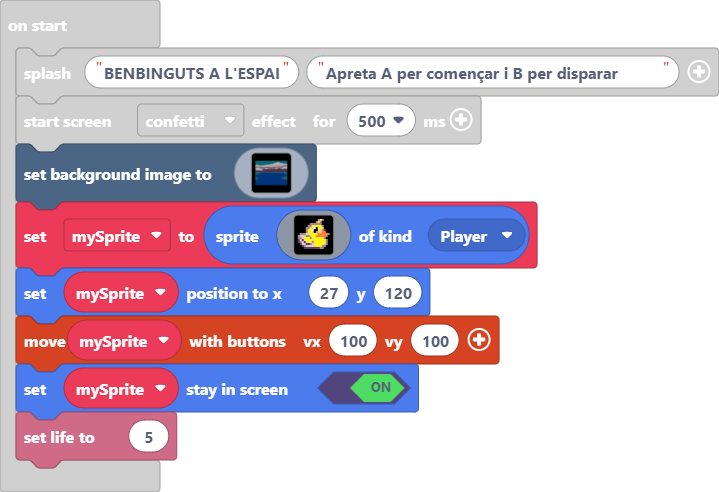 on start
splash "BENBINGUTS A L'ESPAI" "Apreta A per començar i B per disparar "
start screen confetti effect for 500 ms
set background image to
set mySprite to sprite of kind Player
set mySprite position to x 27 y 120
move mySprite with buttons vx 100 vy 100
set mySprite stay in screen ON
set life to 5